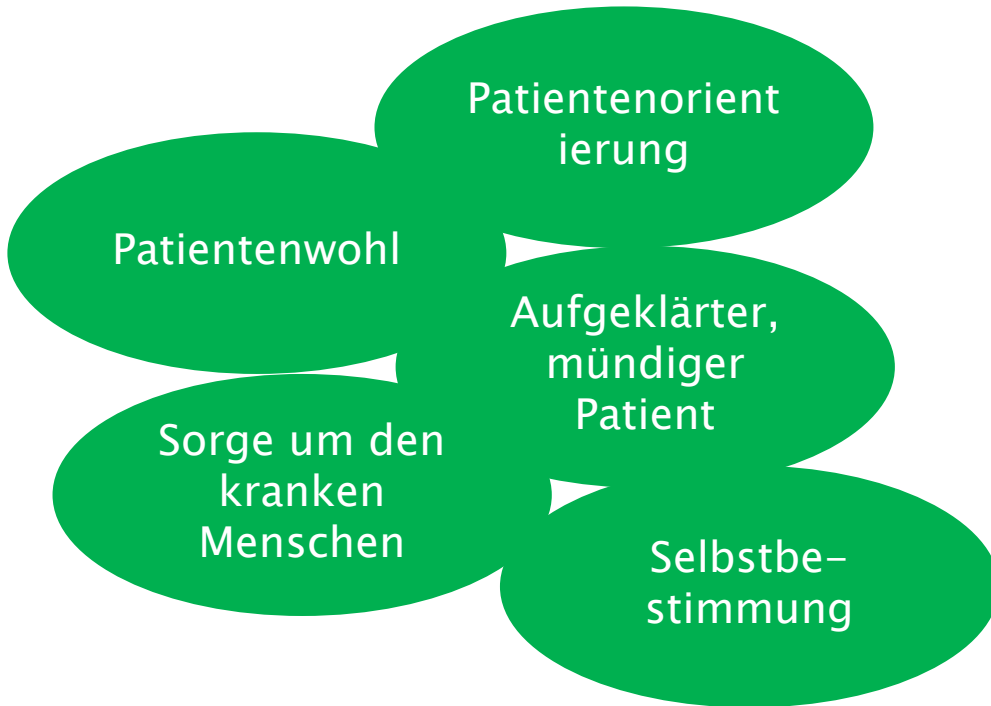 Patientenorient
ierung
Patientenwohl
Aufgeklärter,
mündiger
Patient
Sorge um den
kranken
Menschen
Selbstbe-
stimmung